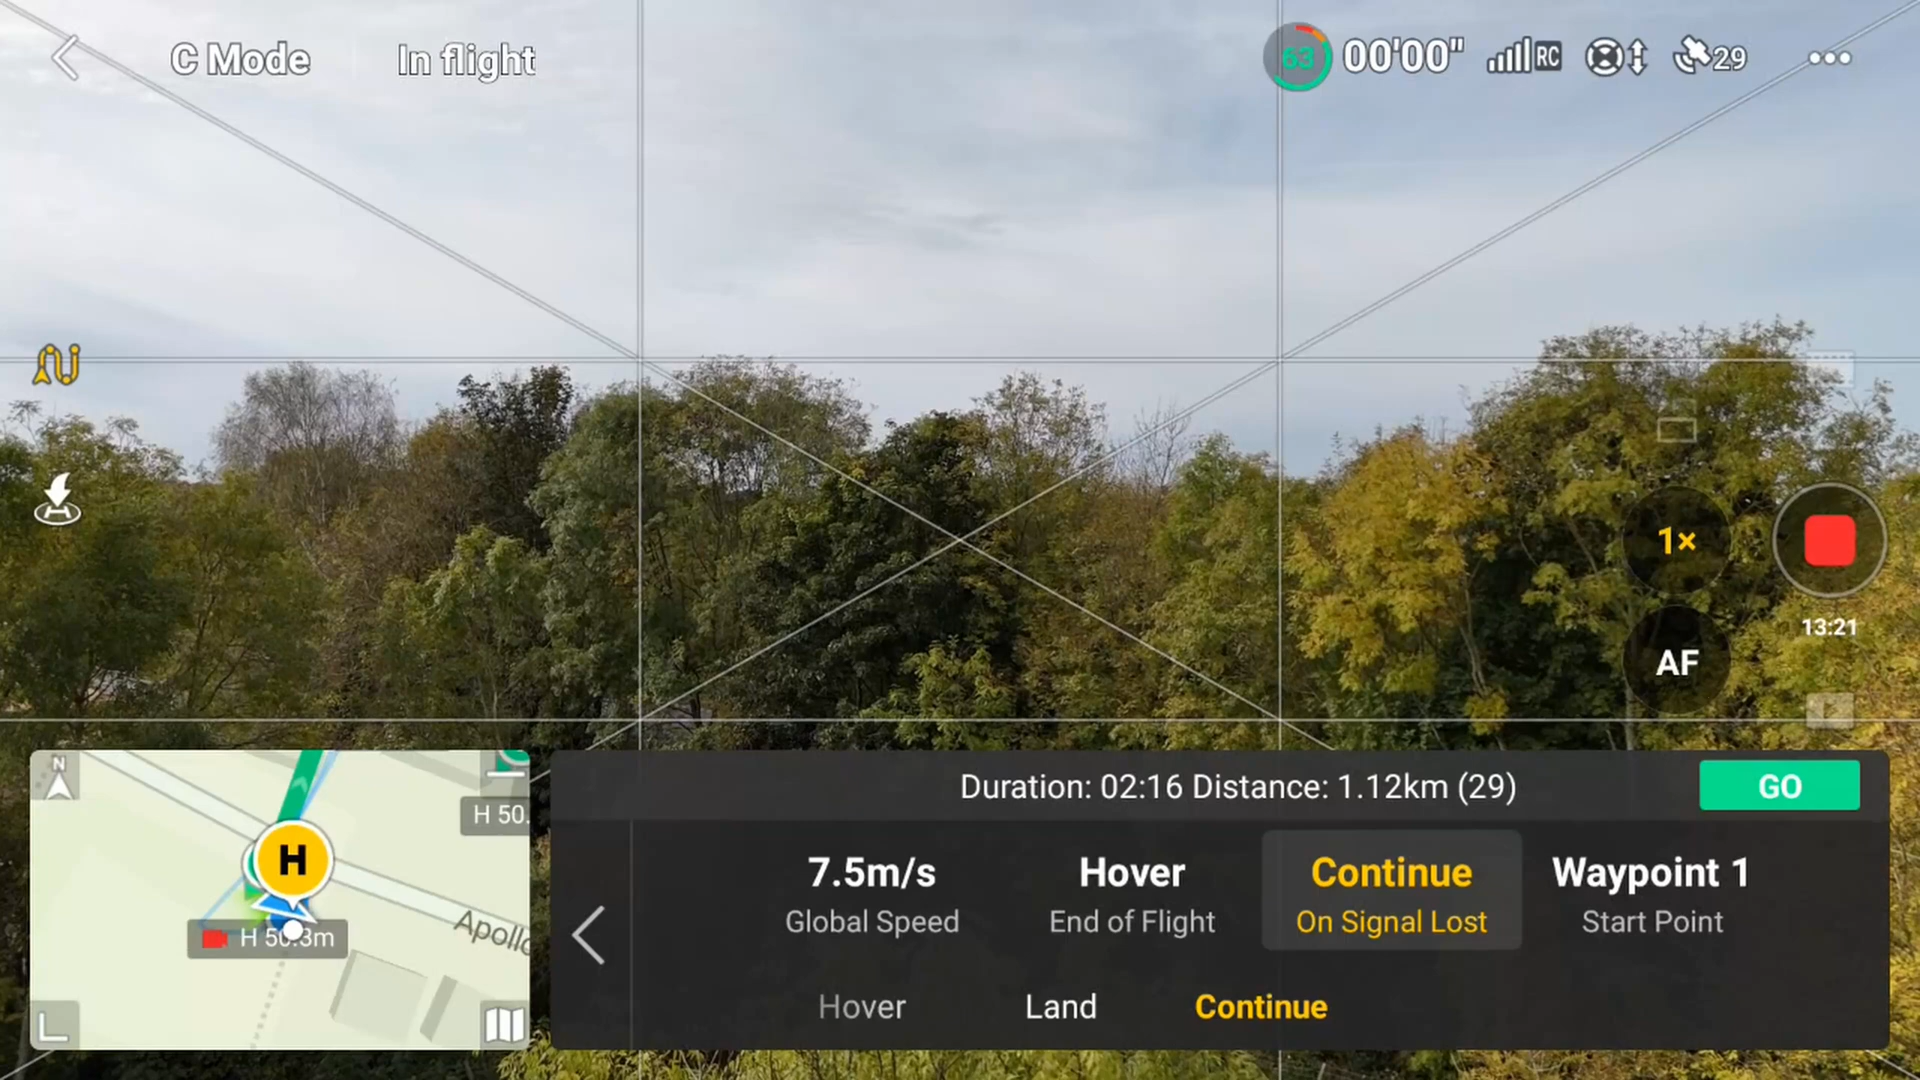 C Mode
In flight
63
00'00"
RC
29
1×
13:21
AF
N
H 50.
H
H 50.3m
Apollo
Duration: 02:16 Distance: 1.12km (29)
GO
7.5m/s
Global Speed
Hover
End of Flight
Continue
On Signal Lost
Waypoint 1
Start Point
Hover
Land
Continue